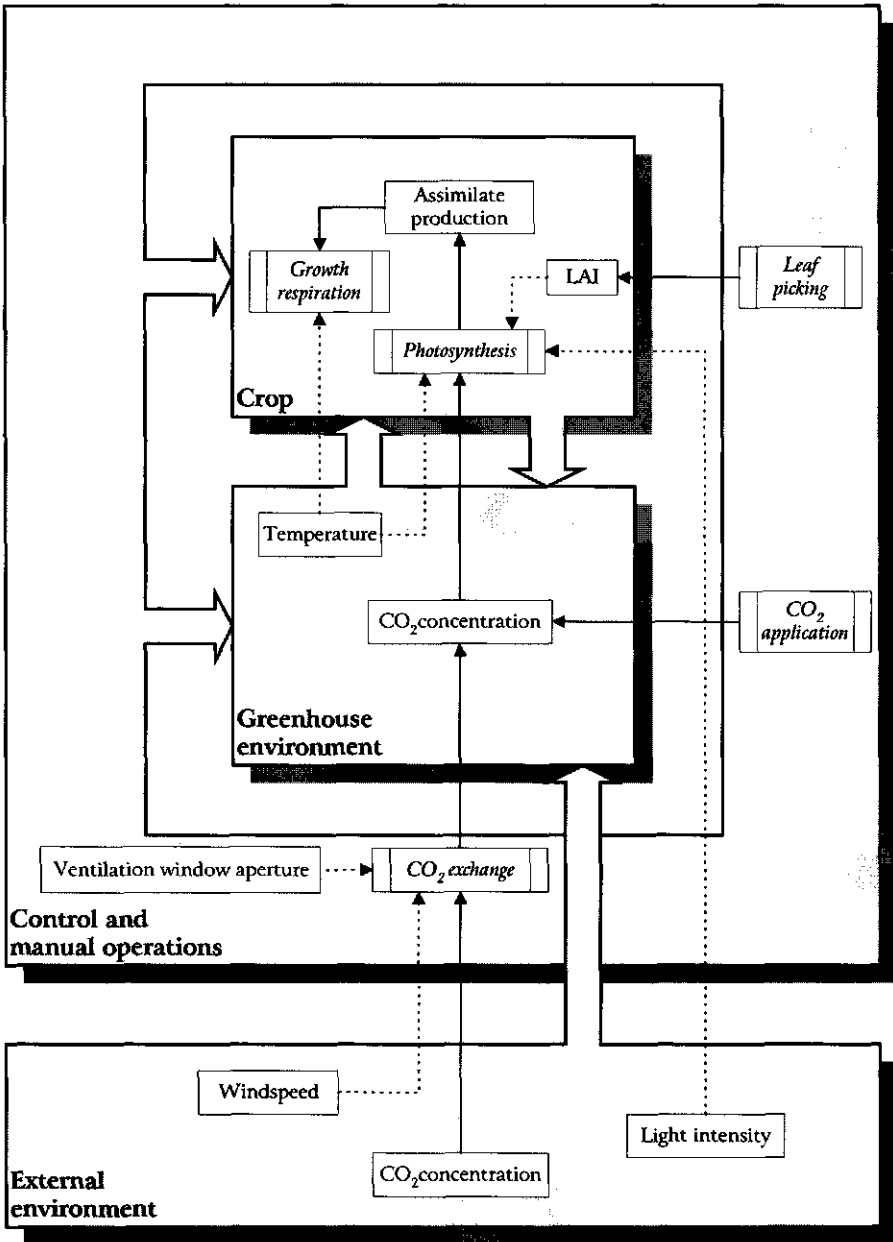 Assimilate
production
Growth
respiration
LAI
Leaf
picking
Photosynthesis
Crop
Temperature
CO₂concentration
CO₂
application
Greenhouse
environment
Ventilation window aperture
CO₂ exchange
Control and
manual operations
Windspeed
Light intensity
CO₂concentration
External
environment